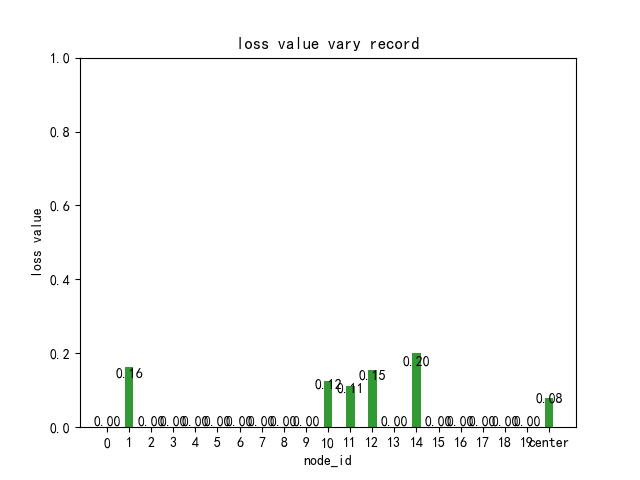 loss value vary record
1.0
0.8
0.6
0.4
0.2
0.0
loss value
0.00 0.16 0.00 0.00 0.00 0.00 0.00 0.00 0.00 0.00 0.12 0.11 0.15 0.00 0.20 0.00 0.00 0.00 0.00 0.00 0.08
0 1 2 3 4 5 6 7 8 9 10 11 12 13 14 15 16 17 18 19 center
node_id